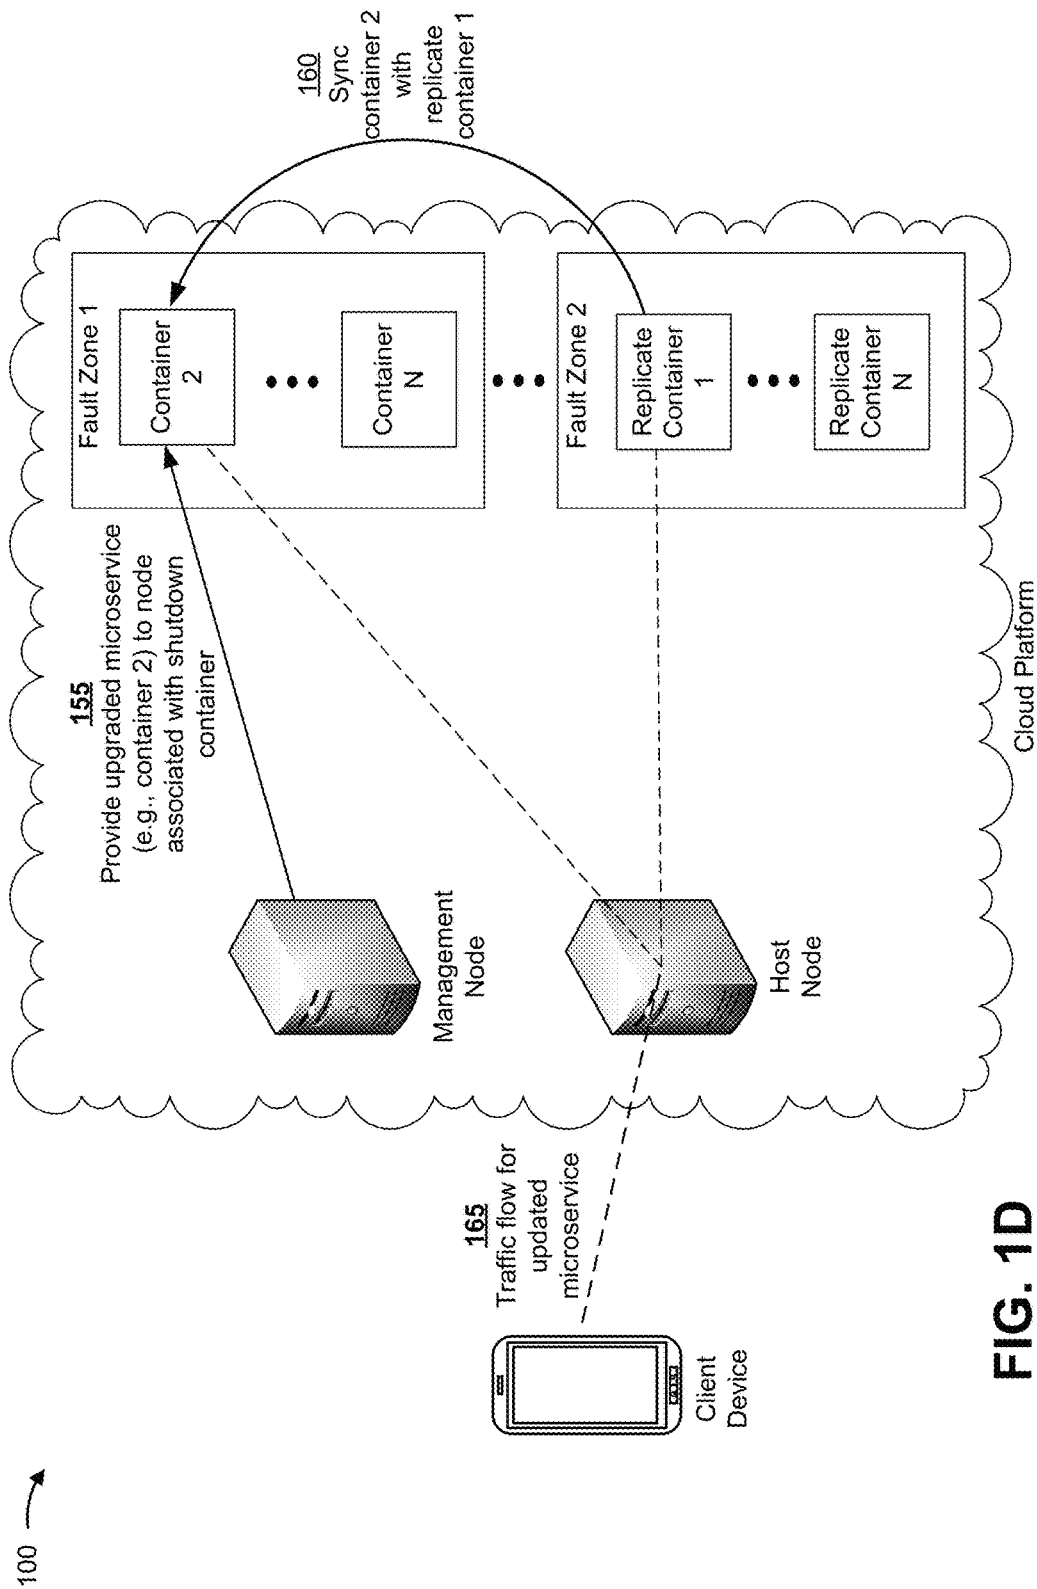 100
155
Provide upgraded microservice
(e.g., container 2) to node
associated with shutdown
container
160
Sync
container 2
with
replicate
container 1
Fault Zone 1
Container
2
Container
N
Fault Zone 2
Replicate
Container
1
Replicate
Container
N
Management
Node
Host
Node
165
Traffic flow for
updated
microservice
Client
Device
Cloud Platform
FIG. 1D